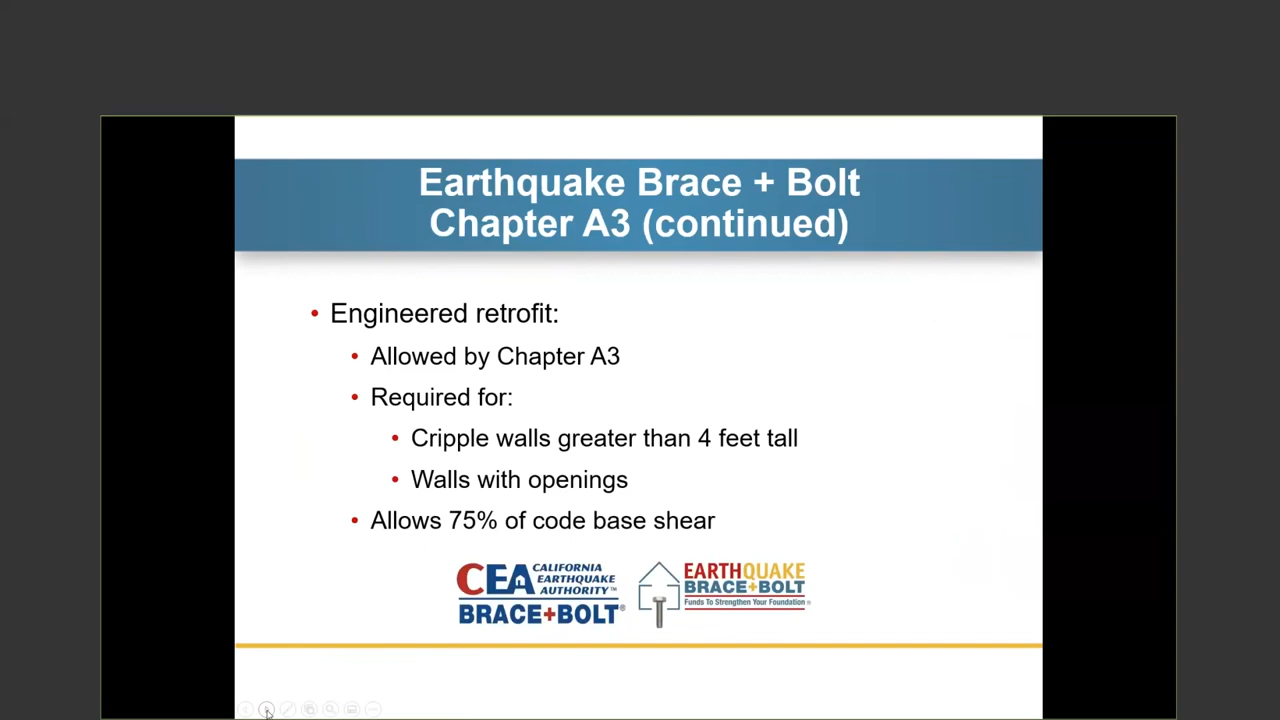 Earthquake Brace + Bolt
Chapter A3 (continued)
• Engineered retrofit:
• Allowed by Chapter A3
• Required for:
• Cripple walls greater than 4 feet tall
• Walls with openings
• Allows 75% of code base shear
CEA CALIFORNIA EARTHQUAKE AUTHORITY™
BRACE+BOLT®
EARTHQUAKE
BRACE+BOLT
Funds To Strengthen Your Foundation®